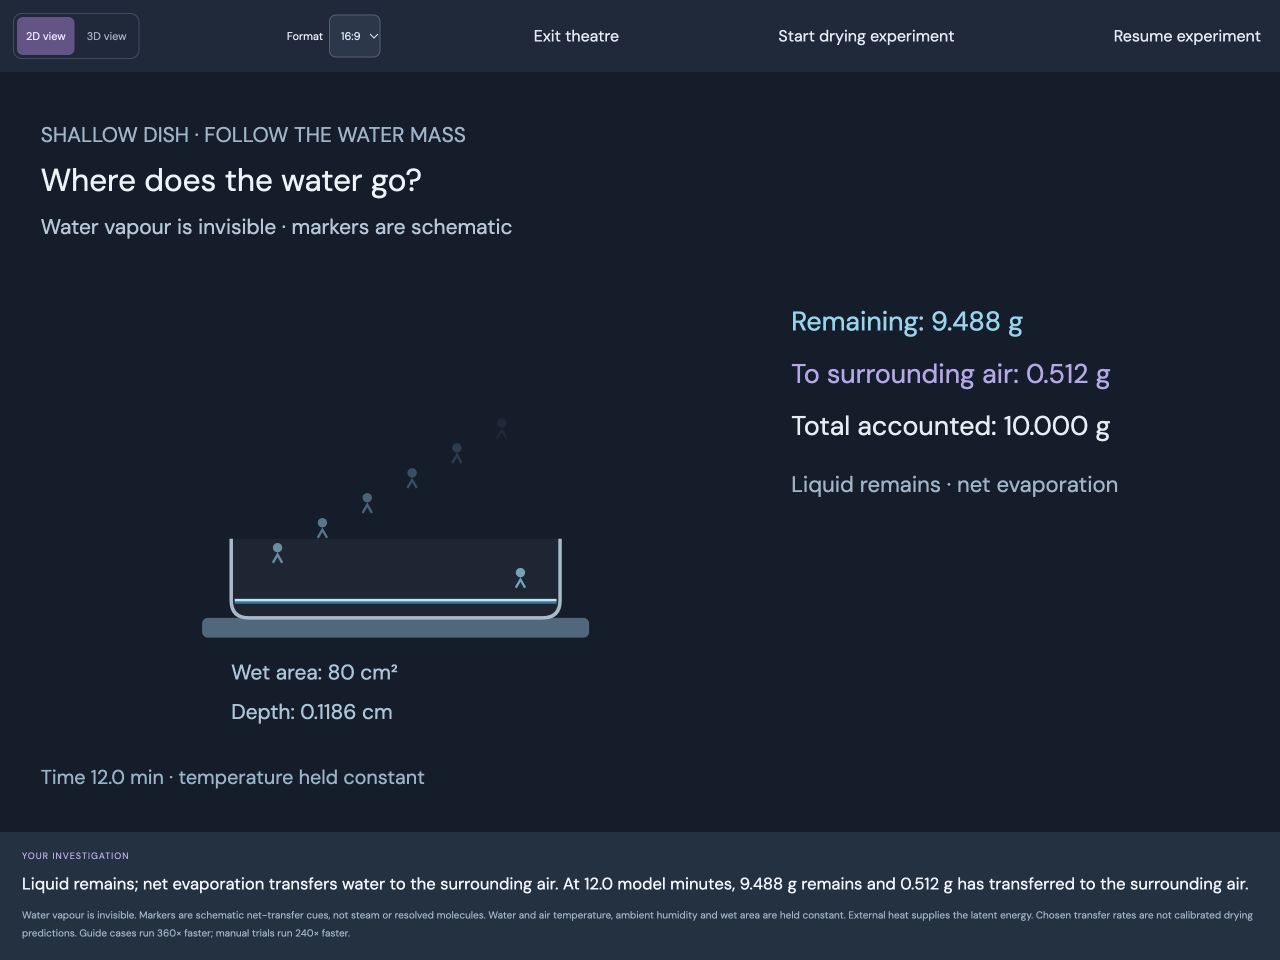 2D view
3D view
Format
16:9
Exit theatre
Start drying experiment
Resume experiment
SHALLOW DISH · FOLLOW THE WATER MASS
Where does the water go?
Water vapour is invisible · markers are schematic
Remaining: 9.488 g
To surrounding air: 0.512 g
Total accounted: 10.000 g
Liquid remains · net evaporation
Wet area: 80 cm²
Depth: 0.1186 cm
Time 12.0 min · temperature held constant
YOUR INVESTIGATION
Liquid remains; net evaporation transfers water to the surrounding air. At 12.0 model minutes, 9.488 g remains and 0.512 g has transferred to the surrounding air.
Water vapour is invisible. Markers are schematic net-transfer cues, not steam or resolved molecules. Water and air temperature, ambient humidity and wet area are held constant. External heat supplies the latent energy. Chosen transfer rates are not calibrated drying
predictions. Guide cases run 360× faster; manual trials run 240× faster.